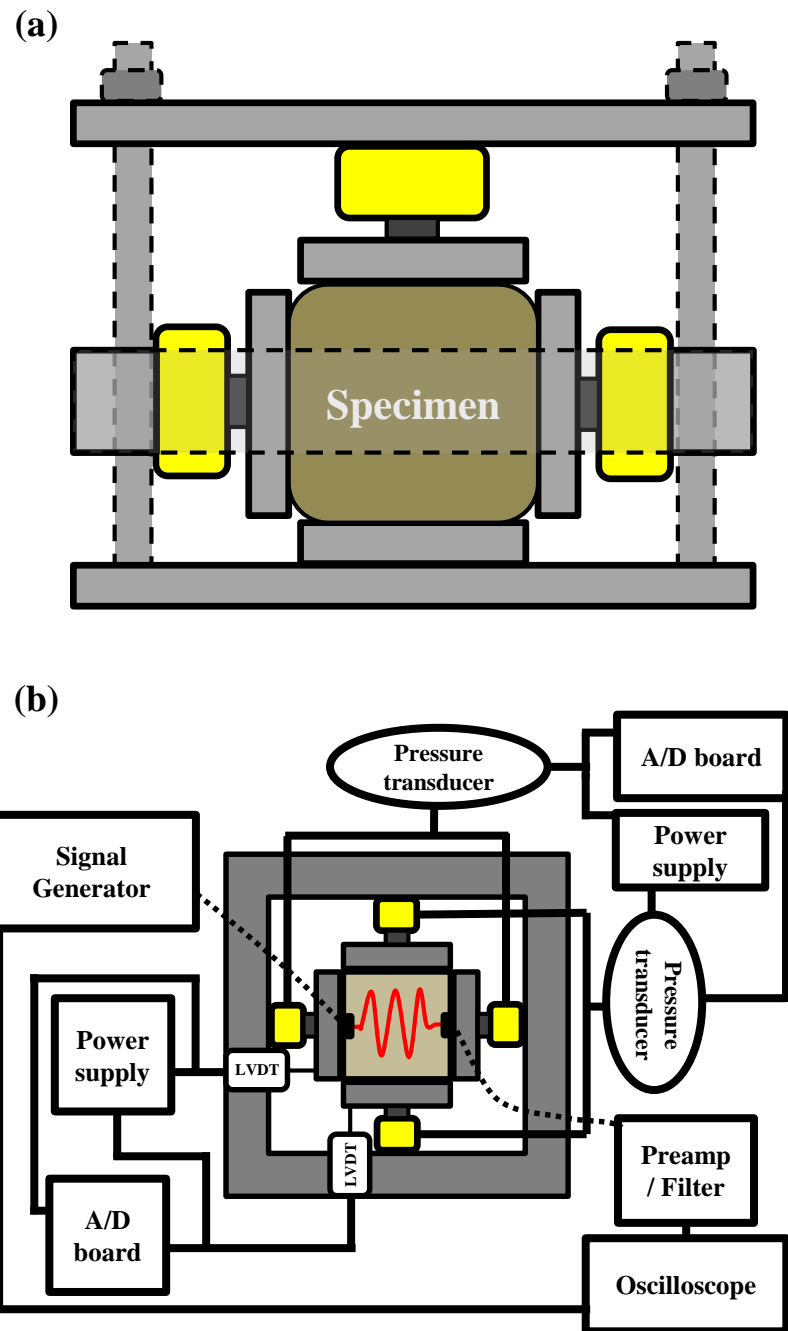 (a)
Specimen
(b)
Pressure
transducer
A/D board
Signal
Generator
Power
supply
Pressure
transducer
Power
supply
LVDT
LVDT
A/D
board
Preamp
/ Filter
Oscilloscope